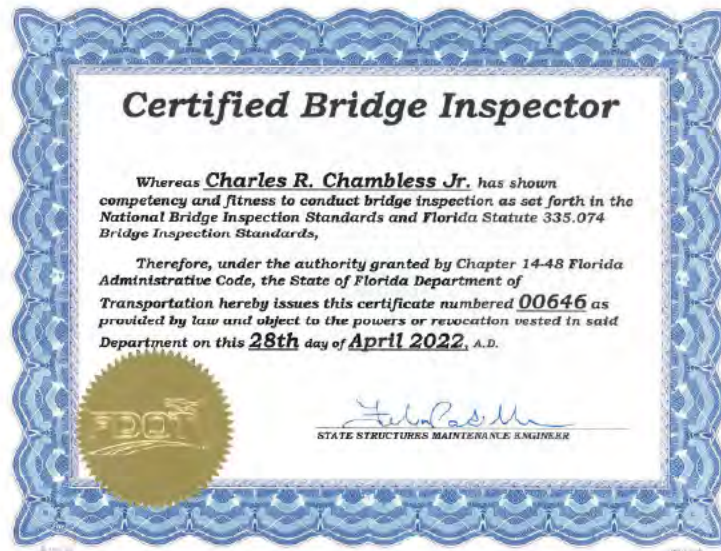 Certified Bridge Inspector
Whereas Charles R. Chambless Jr. has shown
competency and fitness to conduct bridge inspection as set forth in the
National Bridge Inspection Standards and Florida Statute 335.074
Bridge Inspection Standards,
Therefore, under the authority granted by Chapter 14-48 Florida
Administrative Code, the State of Florida Department of
Transportation hereby issues this certificate numbered 00646 as
provided by law and object to the powers or revocation vested in said
Department on this 28th day of April 2022, A.D.
FDOT
STATE STRUCTURES MAINTENANCE ENGINEER